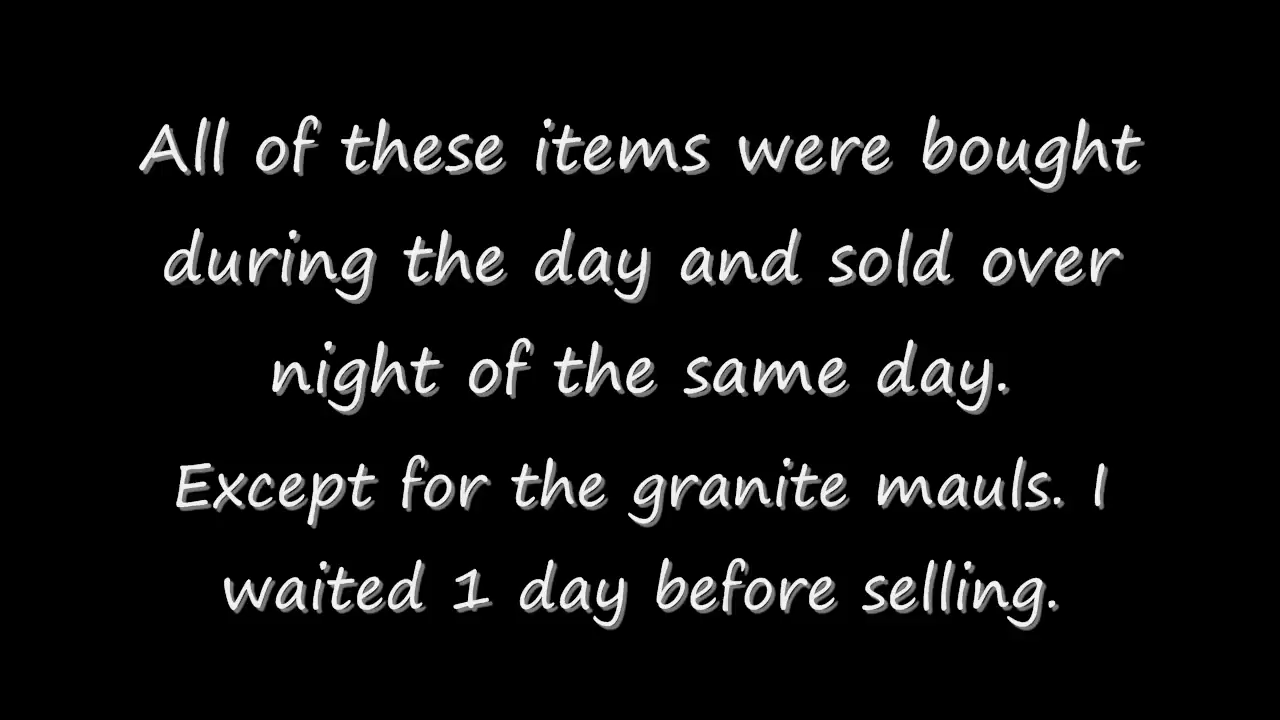 All of these items were bought
during the day and sold over
night of the same day.
Except for the granite mauls. I
waited 1 day before selling.